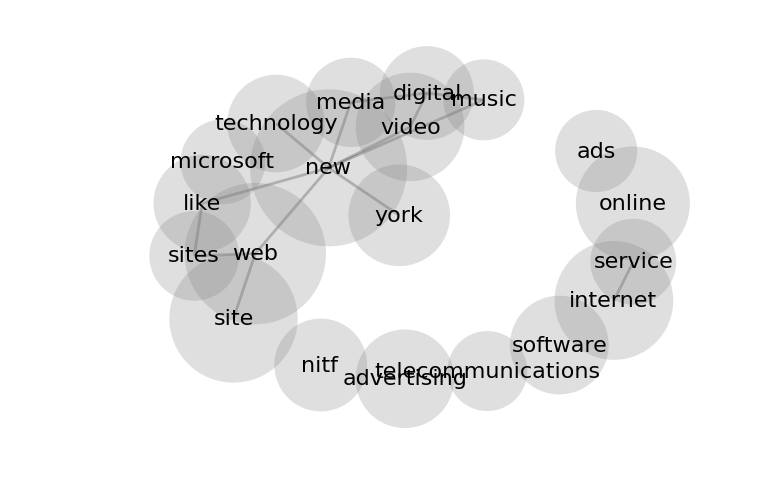 digital
music
media
technology
video
ads
microsoft
new
like
online
york
sites
web
service
internet
site
software
nitf
telecommunications
advertising